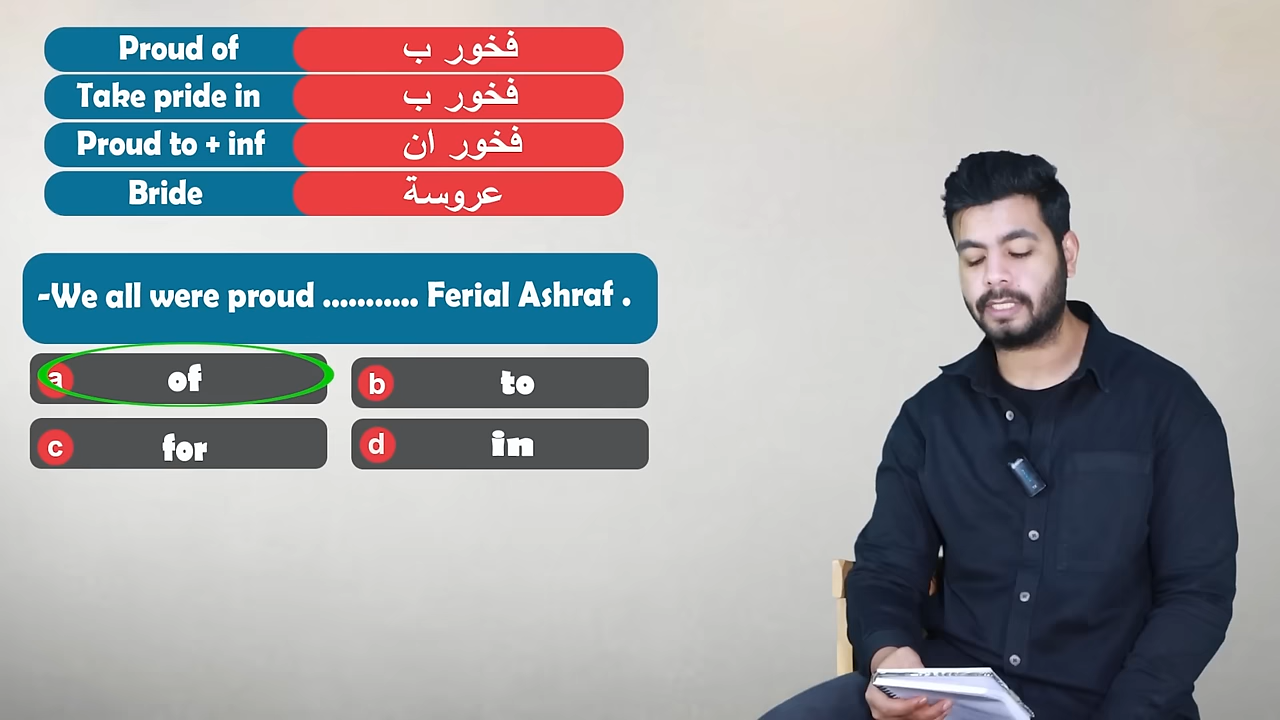 Proud of فخور ب
Take pride in فخور ب
Proud to + inf فخور ان
Bride عروسة
-We all were proud ........... Ferial Ashraf .
a of
b to
c for
d in